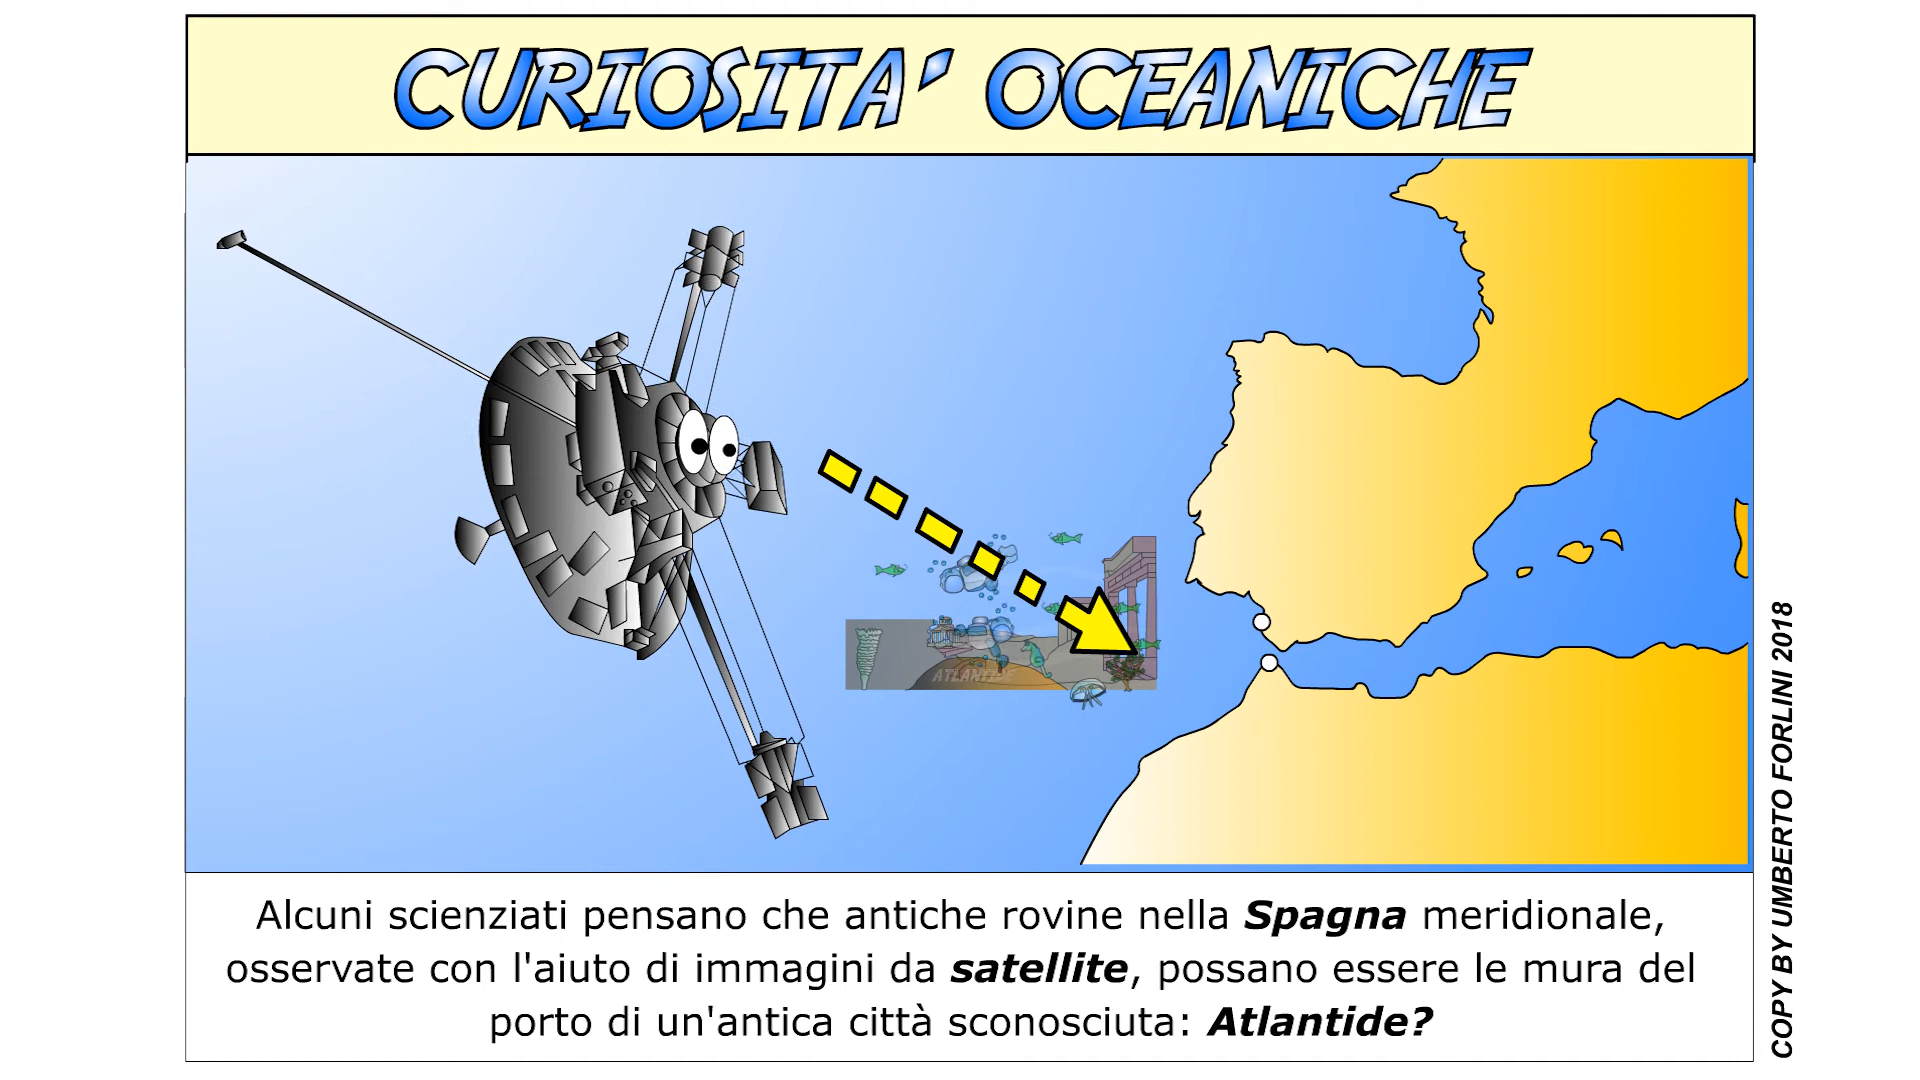 CURIOSITA' OCEANICHE
ATLANTIDE
Alcuni scienziati pensano che antiche rovine nella Spagna meridionale,
osservate con l'aiuto di immagini da satellite, possano essere le mura del
porto di un'antica città sconosciuta: Atlantide?
COPY BY UMBERTO FORLINI 2018